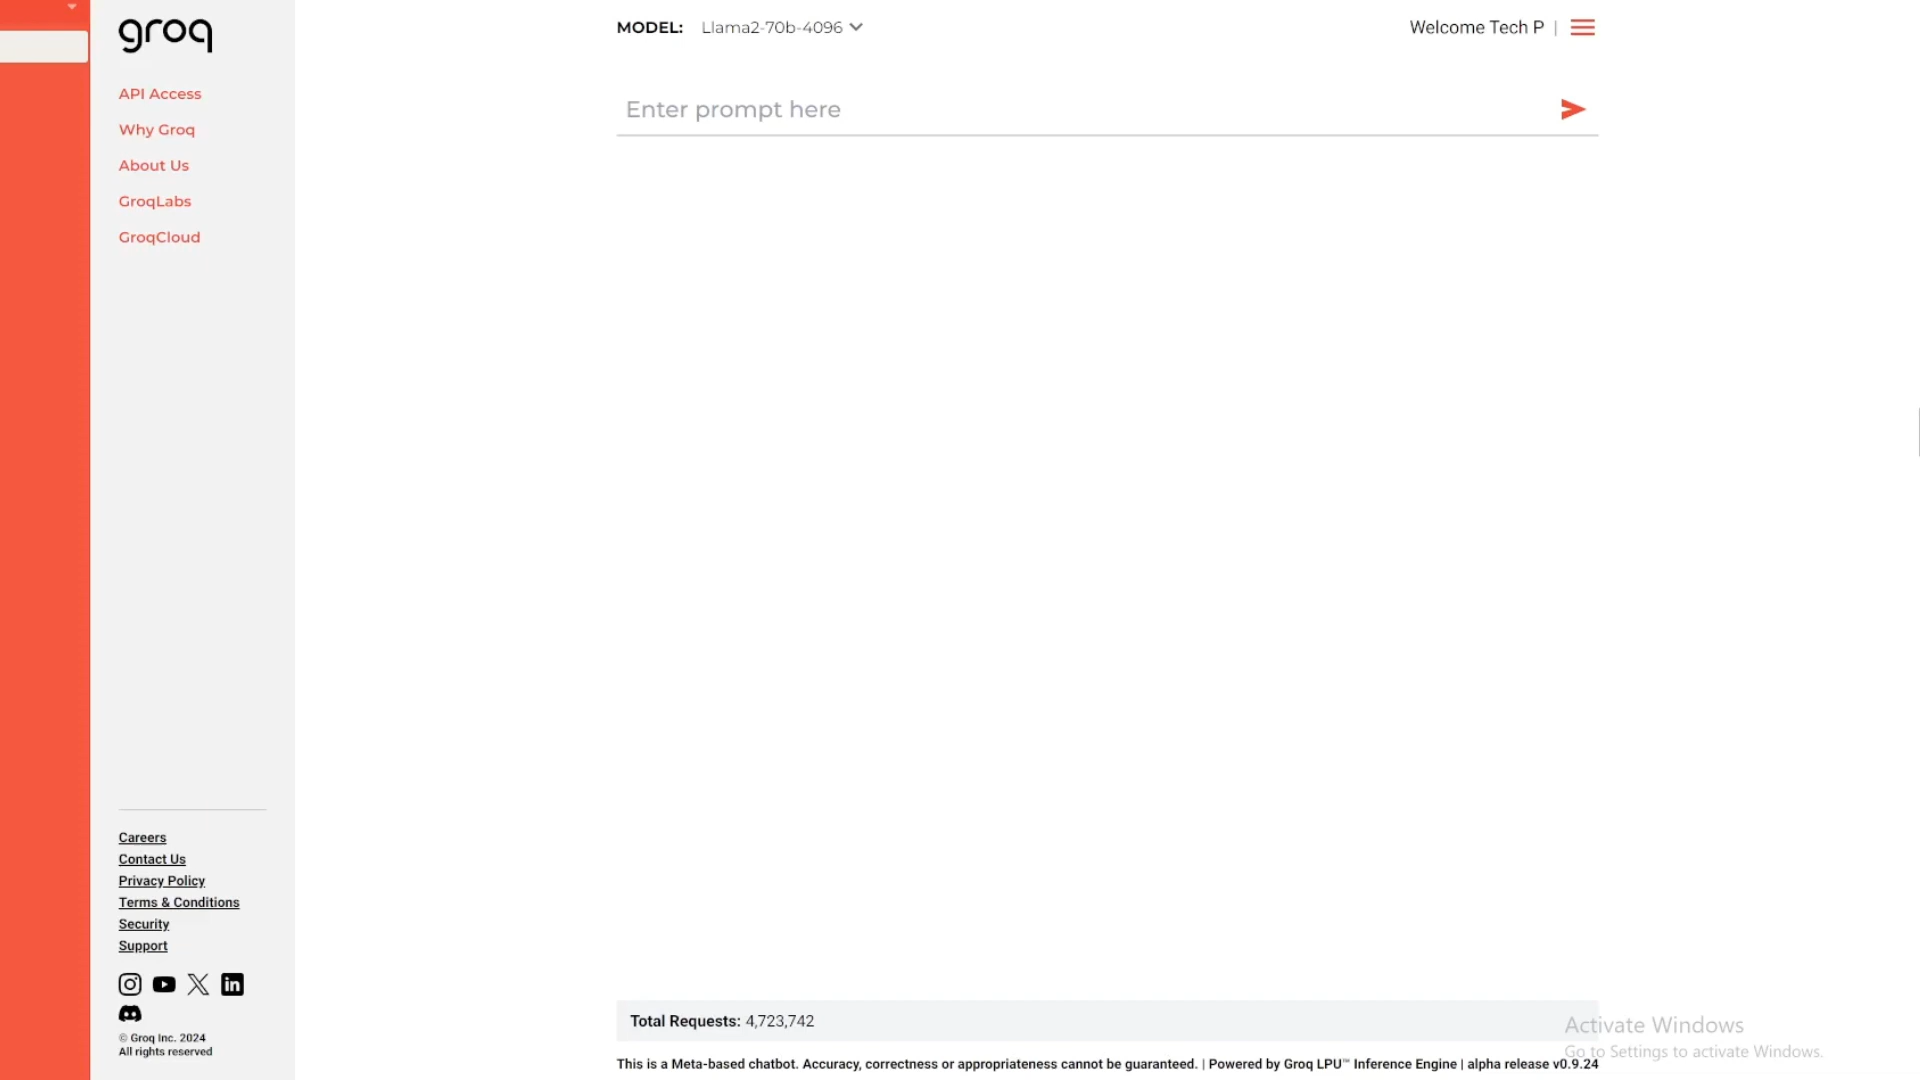 groq
API Access
Why Groq
About Us
GroqLabs
GroqCloud
MODEL: Llama2-70b-4096
Welcome Tech P |
Enter prompt here
Careers
Contact Us
Privacy Policy
Terms & Conditions
Security
Support
© Groq Inc. 2024
All rights reserved
Total Requests: 4,723,742
This is a Meta-based chatbot. Accuracy, correctness or appropriateness cannot be guaranteed. | Powered by Groq LPU™ Inference Engine | alpha release v0.9.24
Activate Windows
Go to Settings to activate Windows.